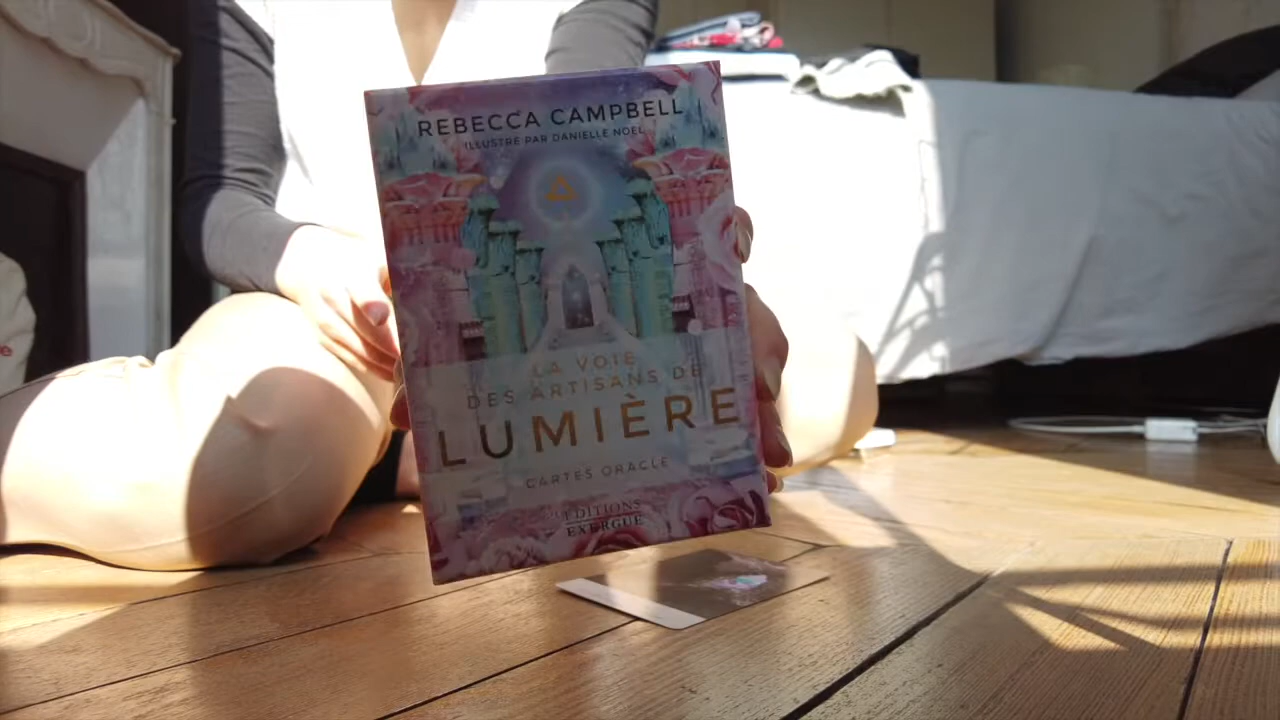 REBECCA CAMPBELL
ILLUSTRÉ PAR DANIELLE NOEL
LA VOIE
DES ARTISANS DE
LUMIÈRE
CARTES ORACLE
ÉDITIONS
EXERGUE